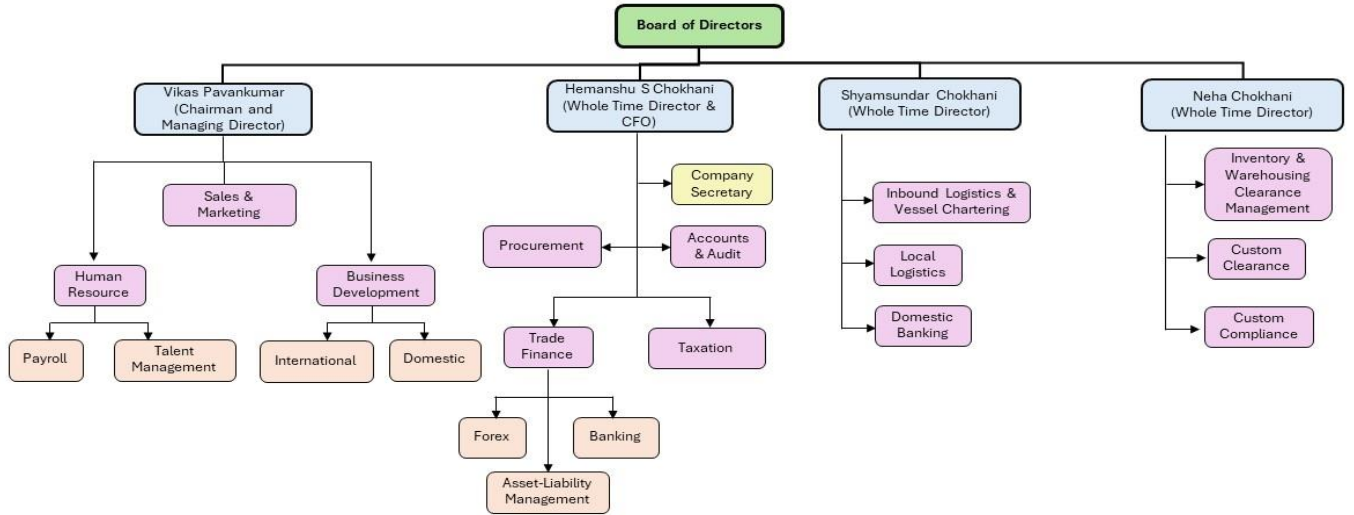 Board of Directors
Vikas Pavankumar
(Chairman and
Managing Director)
Hemanshu S Chokhani
(Whole Time Director &
CFO)
Shyamsundar Chokhani
(Whole Time Director)
Neha Chokhani
(Whole Time Director)
Sales &
Marketing
Human
Resource
Business
Development
Payroll
Talent
Management
International
Domestic
Company
Secretary
Procurement
Accounts
& Audit
Trade
Finance
Taxation
Forex
Banking
Asset-Liability
Management
Inbound Logistics &
Vessel Chartering
Local
Logistics
Domestic
Banking
Inventory &
Warehousing
Clearance
Management
Custom
Clearance
Custom
Compliance